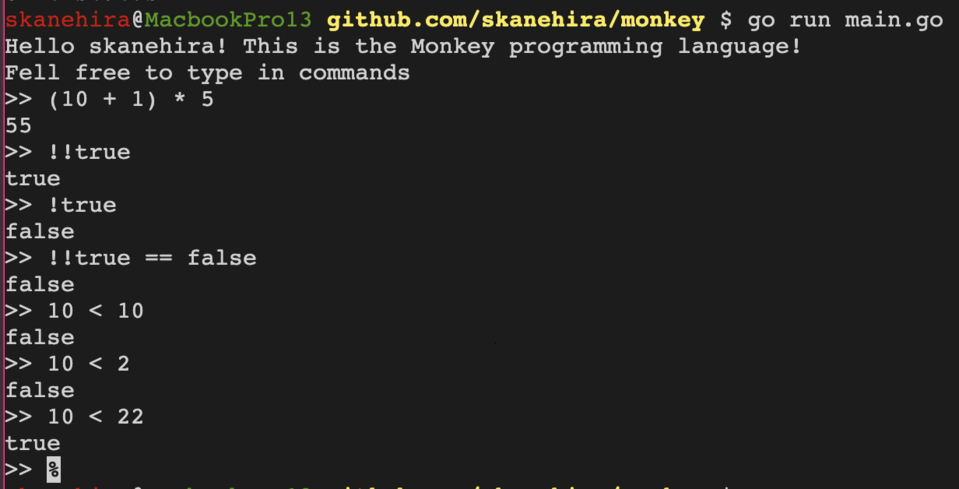 skanehira@MacbookPro13 github.com/skanehira/monkey $ go run main.go
Hello skanehira! This is the Monkey programming language!
Fell free to type in commands
>> (10 + 1) * 5
55
>> !!true
true
>> !true
false
>> !!true == false
false
>> 10 < 10
false
>> 10 < 2
false
>> 10 < 22
true
>> %